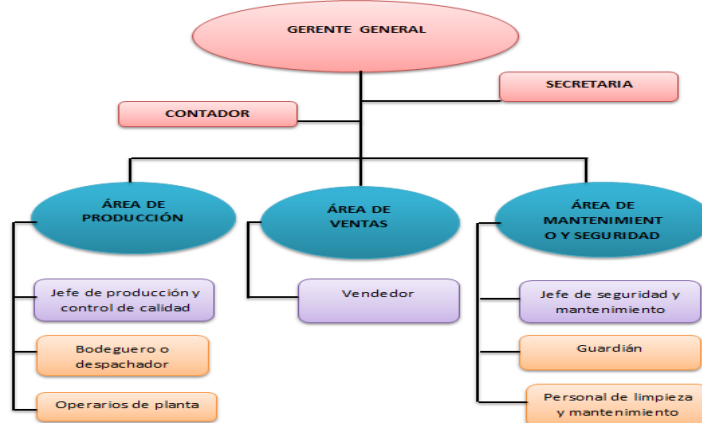 GERENTE GENERAL
SECRETARIA
CONTADOR
ÁREA DE
PRODUCCIÓN
ÁREA DE
VENTAS
ÁREA DE
MANTENIMIENT
O Y SEGURIDAD
Jefe de producción y
control de calidad
Vendedor
Jefe de seguridad y
mantenimiento
Bodeguero o
despachador
Guardián
Operarios de planta
Personal de limpieza
y mantenimiento